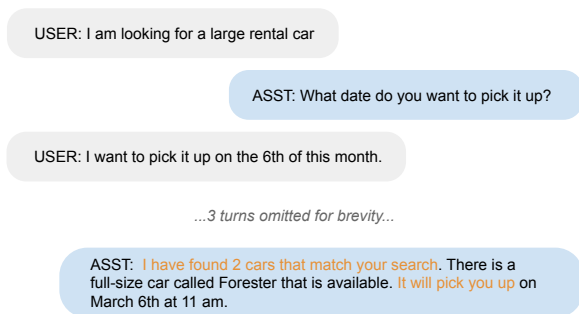 USER: I am looking for a large rental car
ASST: What date do you want to pick it up?
USER: I want to pick it up on the 6th of this month.
...3 turns omitted for brevity...
ASST: I have found 2 cars that match your search. There is a
full-size car called Forester that is available. It will pick you up on
March 6th at 11 am.